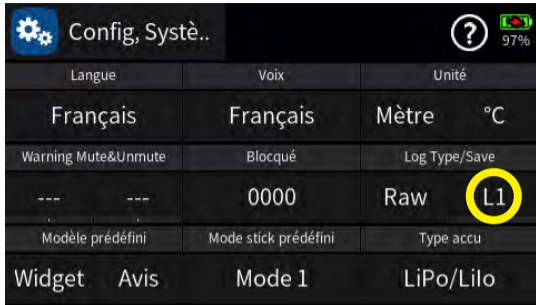 Config, Systè..
?
97%
Langue Voix Unité
Français Français Mètre °C
Warning Mute&Unmute Blocqué Log Type/Save
--- --- 0000 Raw L1
Modèle prédéfini Mode stick prédéfini Type accu
Widget Avis Mode 1 LiPo/LiIo